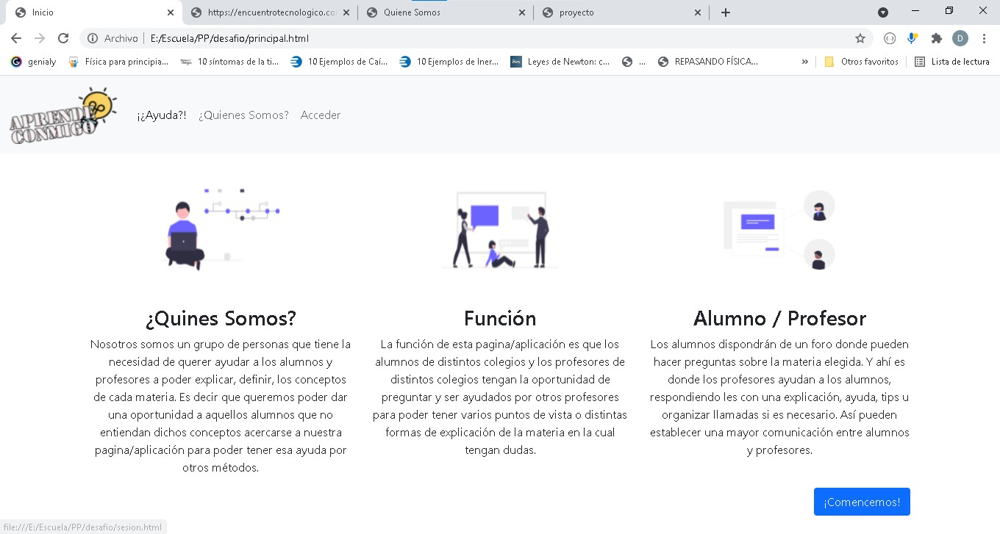 Inicio
https://encuentrotecnologico.co
Quiene Somos
proyecto
Archivo
E:/Escuela/PP/desafio/principal.html
D
genialy
Física para principia...
10 síntomas de la ti...
10 Ejemplos de Caí...
10 Ejemplos de Iner...
Leyes de Newton: c...
...
REPASANDO FÍSICA...
»
Otros favoritos
Lista de lectura
APRENDE
CONMIGO
¡¿Ayuda?!
¿Quienes Somos?
Acceder
¿Quines Somos?
Nosotros somos un grupo de personas que tiene la
necesidad de querer ayudar a los alumnos y
profesores a poder explicar, definir, los conceptos
de cada materia. Es decir que queremos poder dar
una oportunidad a aquellos alumnos que no
entiendan dichos conceptos acercarse a nuestra
pagina/aplicación para poder tener esa ayuda por
otros métodos.
Función
La función de esta pagina/aplicación es que los
alumnos de distintos colegios y los profesores de
distintos colegios tengan la oportunidad de
preguntar y ser ayudados por otros profesores
para poder tener varios puntos de vista o distintas
formas de explicación de la materia en la cual
tengan dudas.
Alumno / Profesor
Los alumnos dispondrán de un foro donde pueden
hacer preguntas sobre la materia elegida. Y ahí es
donde los profesores ayudan a los alumnos,
respondiendo les con una explicación, ayuda, tips u
organizar llamadas si es necesario. Así pueden
establecer una mayor comunicación entre alumnos
y profesores.
¡Comencemos!
file:///E:/Escuela/PP/desafio/sesion.html